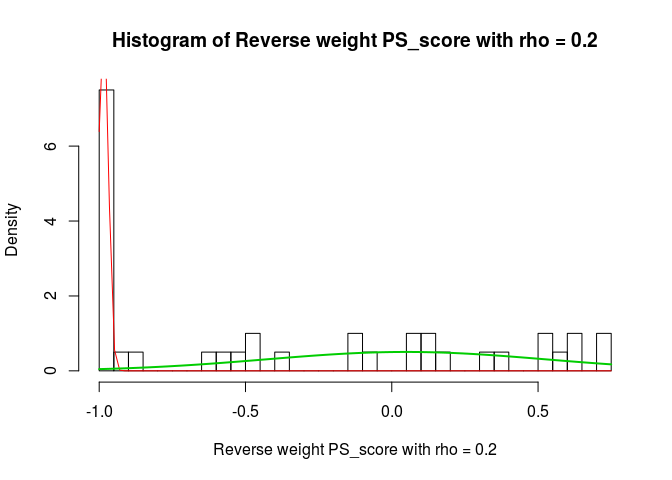 Histogram of Reverse weight PS_score with rho = 0.2
Density
6
4
2
0
-1.0 -0.5 0.0 0.5
Reverse weight PS_score with rho = 0.2